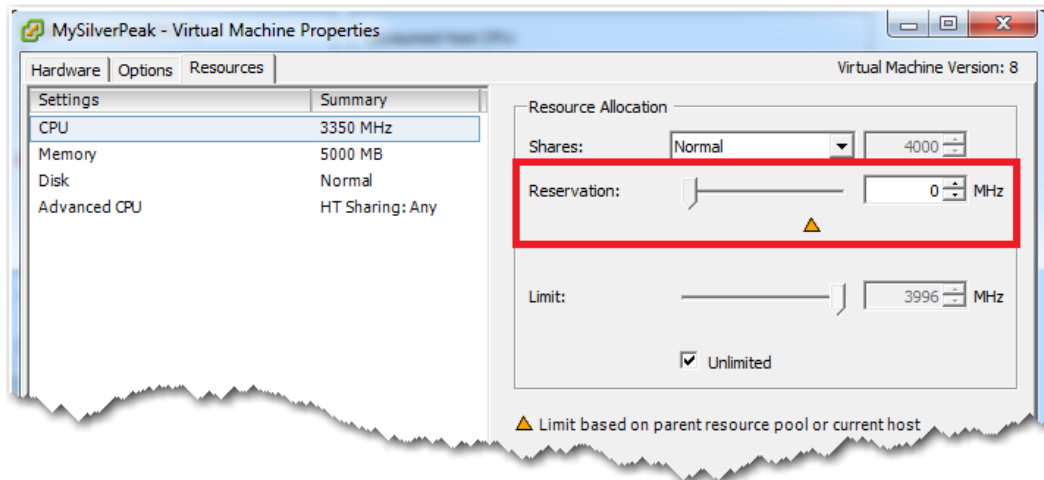 MySilverPeak - Virtual Machine Properties
Hardware Options Resources Virtual Machine Version: 8
Settings Summary
CPU 3350 MHz
Memory 5000 MB
Disk Normal
Advanced CPU HT Sharing: Any
Resource Allocation
Shares: Normal 4000
Reservation: 0 MHz
Limit: 3996 MHz
Unlimited
Limit based on parent resource pool or current host